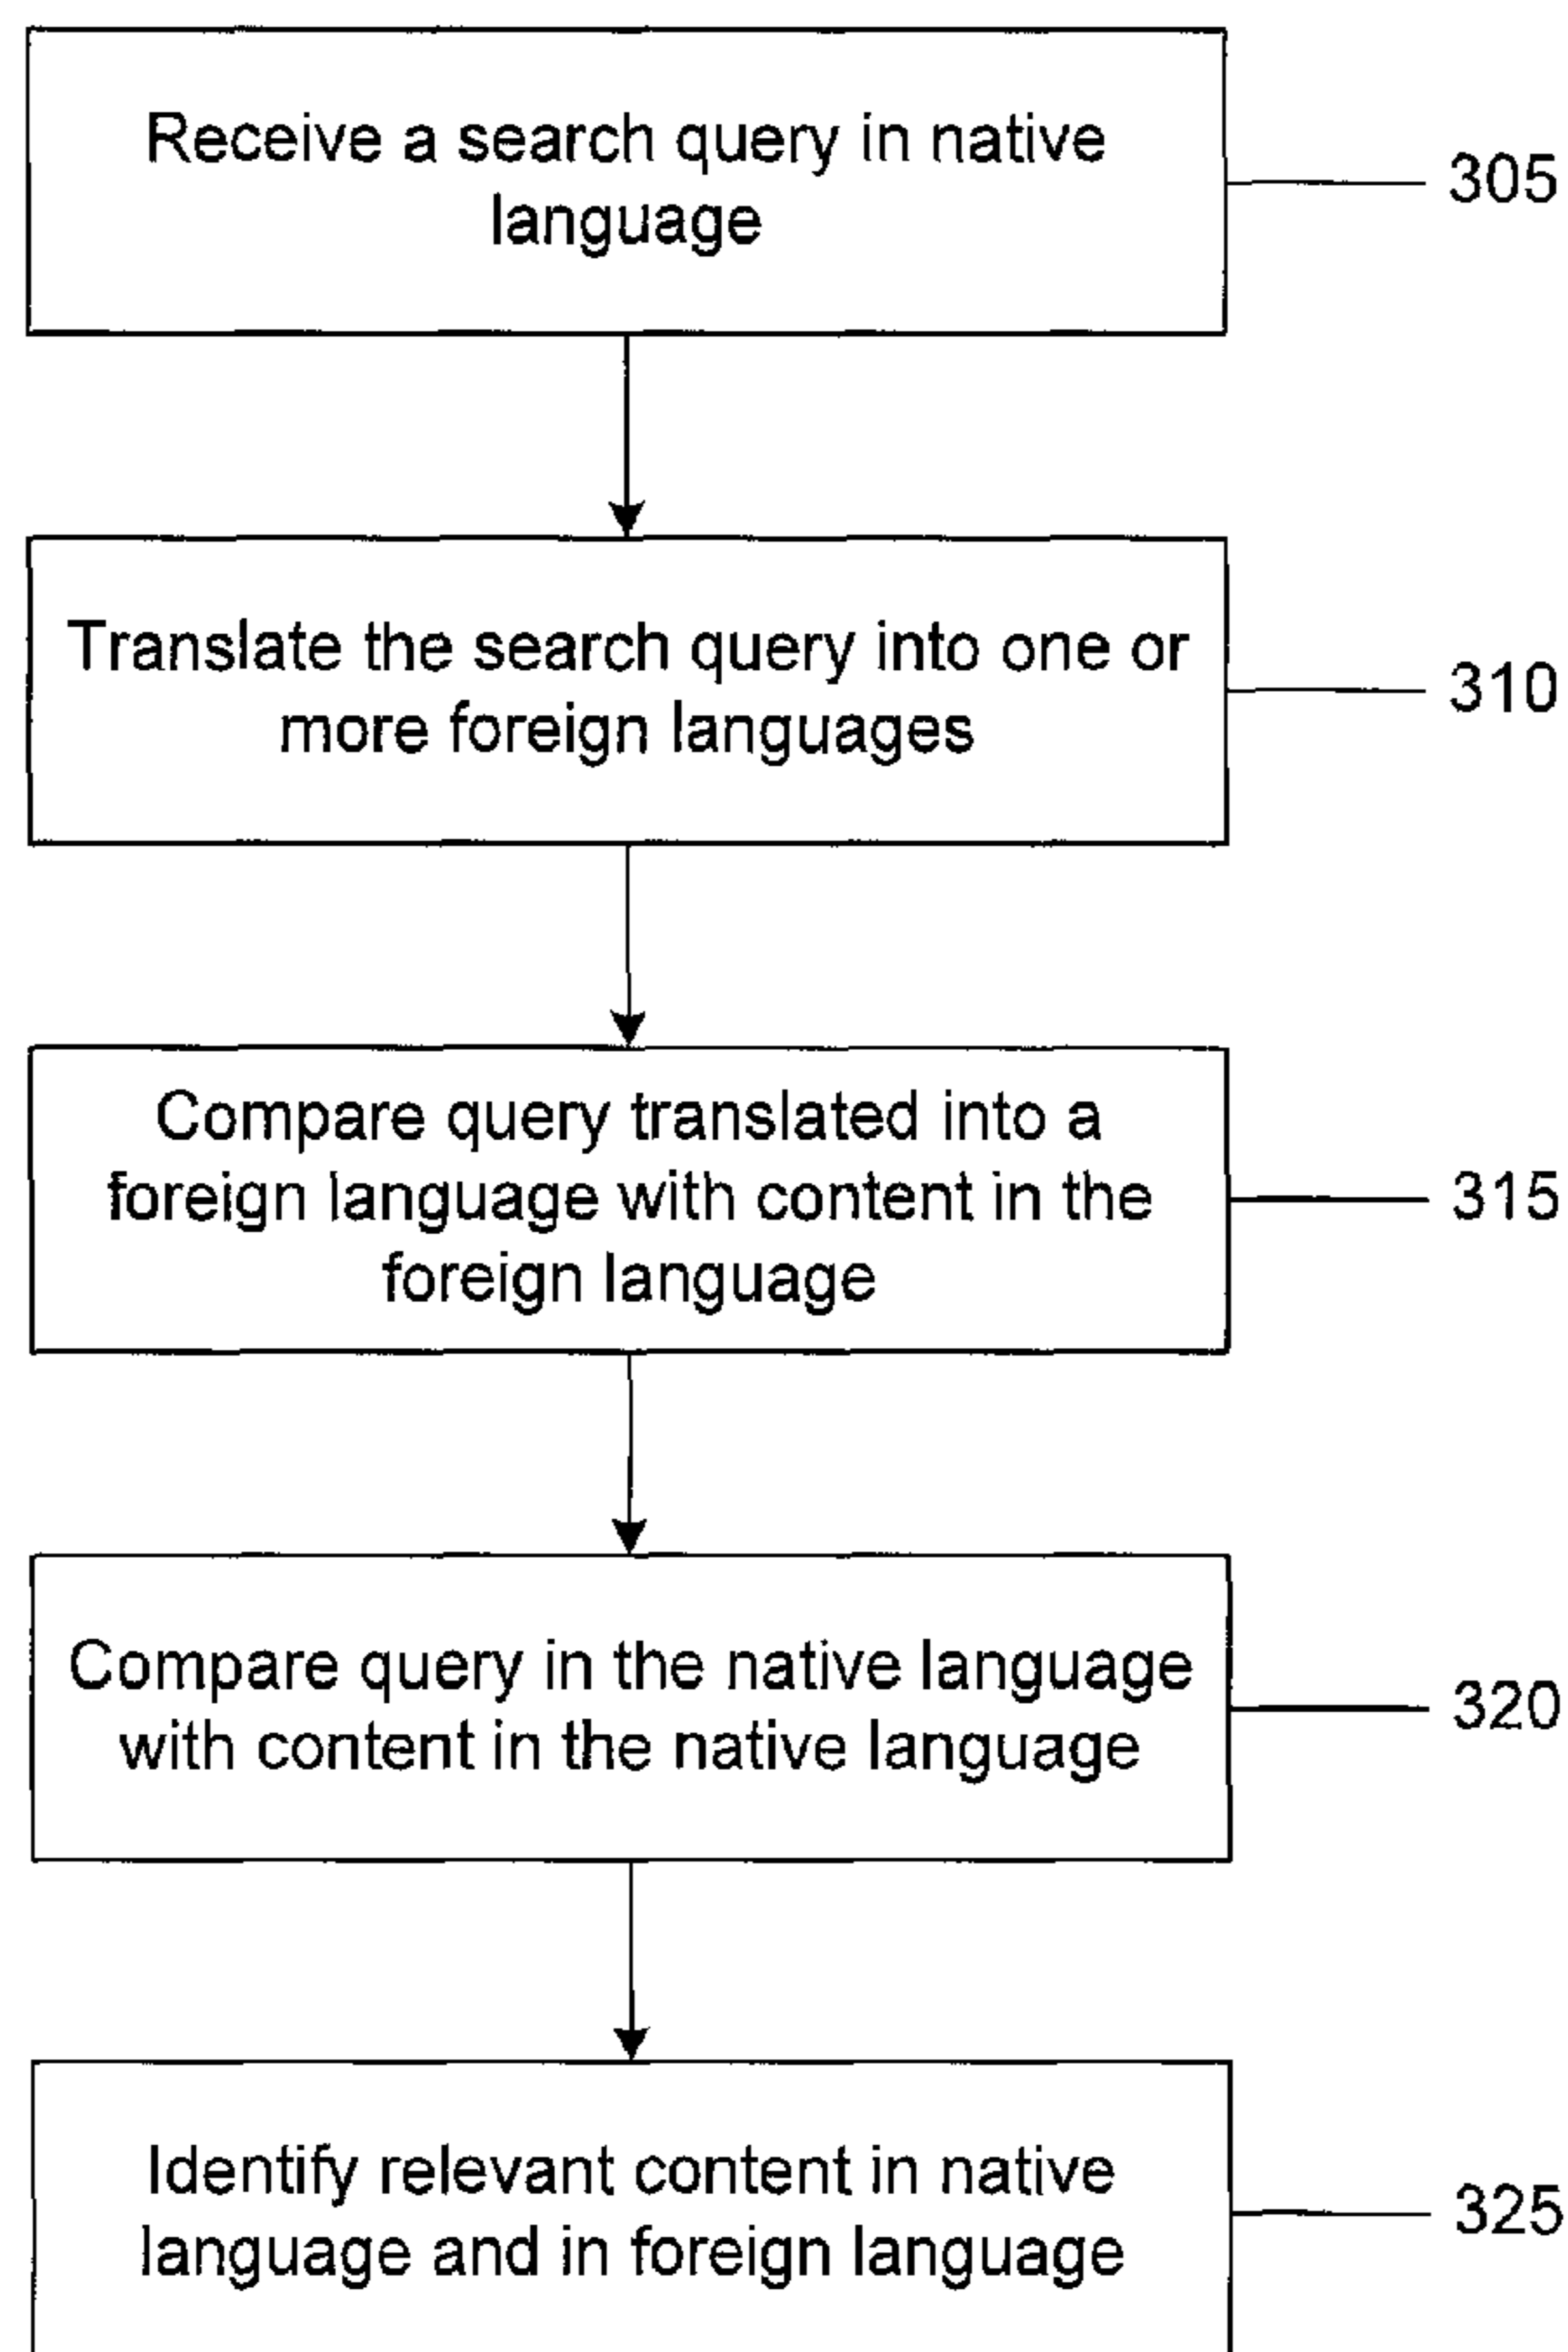 Receive a search query in native
language
305
Translate the search query into one or
more foreign languages
310
Compare query translated into a
foreign language with content in the
foreign language
315
Compare query in the native language
with content in the native language
320
Identify relevant content in native
language and in foreign language
325